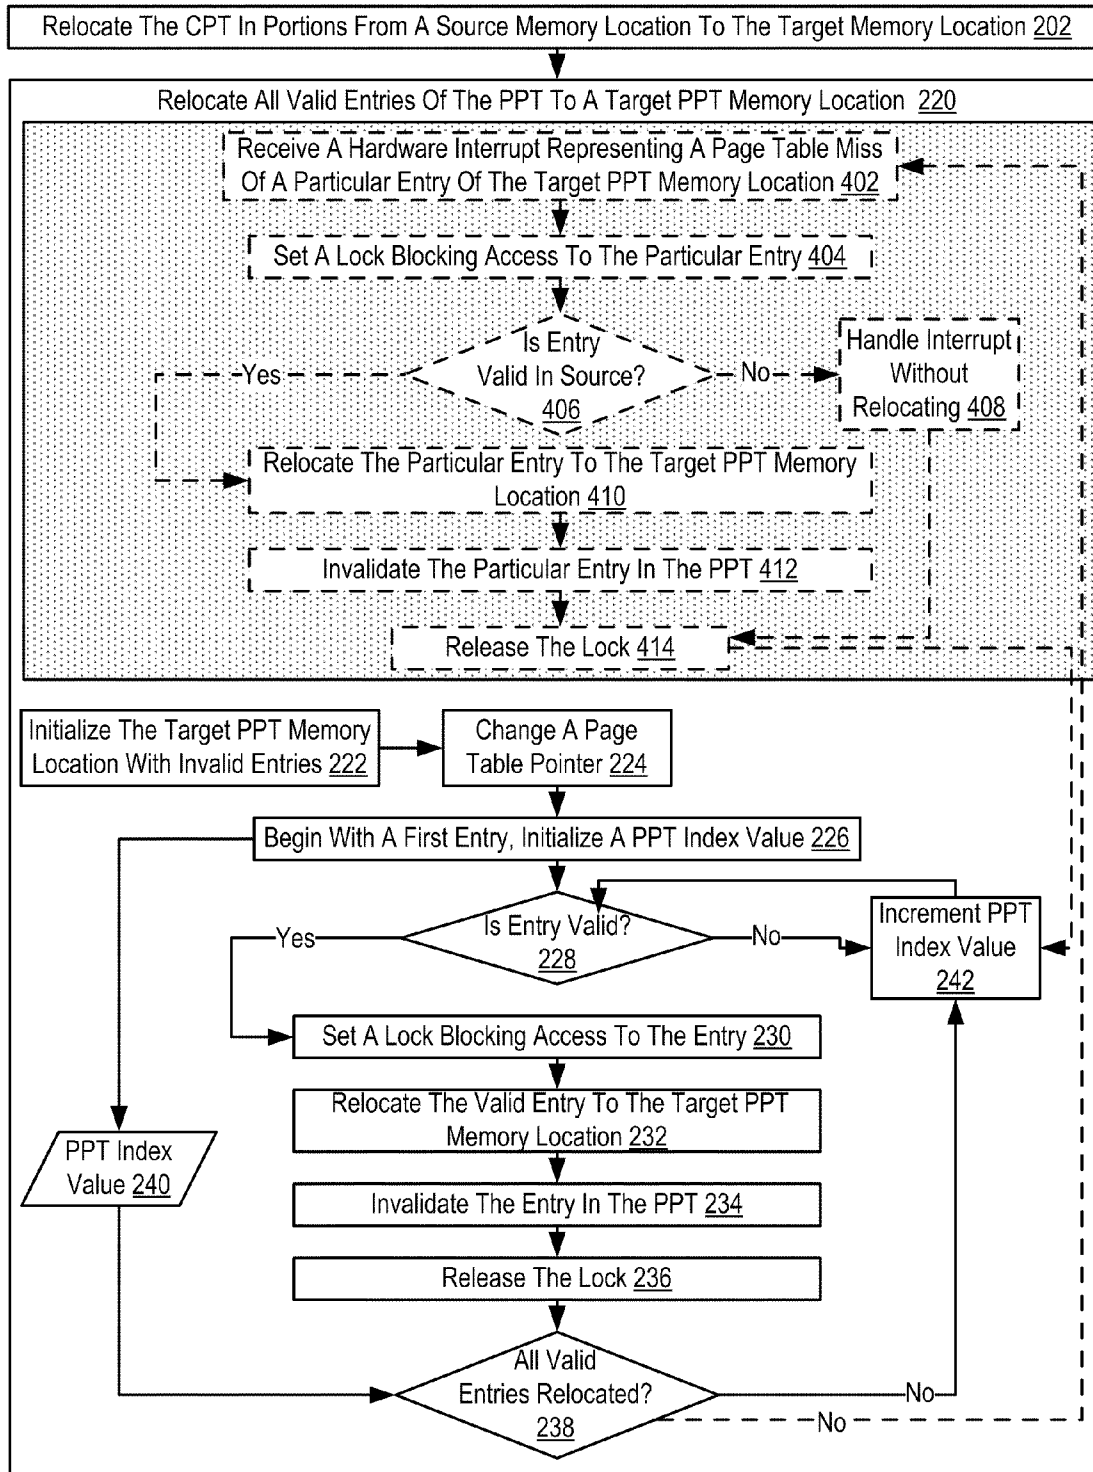 Relocate The CPT In Portions From A Source Memory Location To The Target Memory Location 202
Relocate All Valid Entries Of The PPT To A Target PPT Memory Location 220
Receive A Hardware Interrupt Representing A Page Table Miss
Of A Particular Entry Of The Target PPT Memory Location 402
Set A Lock Blocking Access To The Particular Entry 404
Is Entry
Valid In Source?
406
Yes
No
Handle Interrupt
Without
Relocating 408
Relocate The Particular Entry To The Target PPT Memory
Location 410
Invalidate The Particular Entry In The PPT 412
Release The Lock 414
Initialize The Target PPT Memory
Location With Invalid Entries 222
Change A Page
Table Pointer 224
Begin With A First Entry, Initialize A PPT Index Value 226
Is Entry Valid?
228
Yes
No
Increment PPT
Index Value
242
Set A Lock Blocking Access To The Entry 230
Relocate The Valid Entry To The Target PPT
Memory Location 232
PPT Index
Value 240
Invalidate The Entry In The PPT 234
Release The Lock 236
All Valid
Entries Relocated?
238
No
No